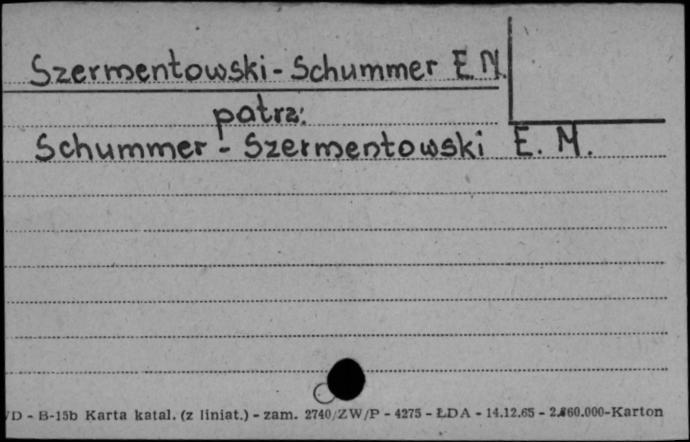 Szermentowski - Schummer E M.
patrz:
Schummer - Szermentowski E. M.
/D - B-15b Karta katal. (z liniat.) - zam. 2740/ZW/P - 4275 - ŁDA - 14.12.65 - 2.860.000-Karton